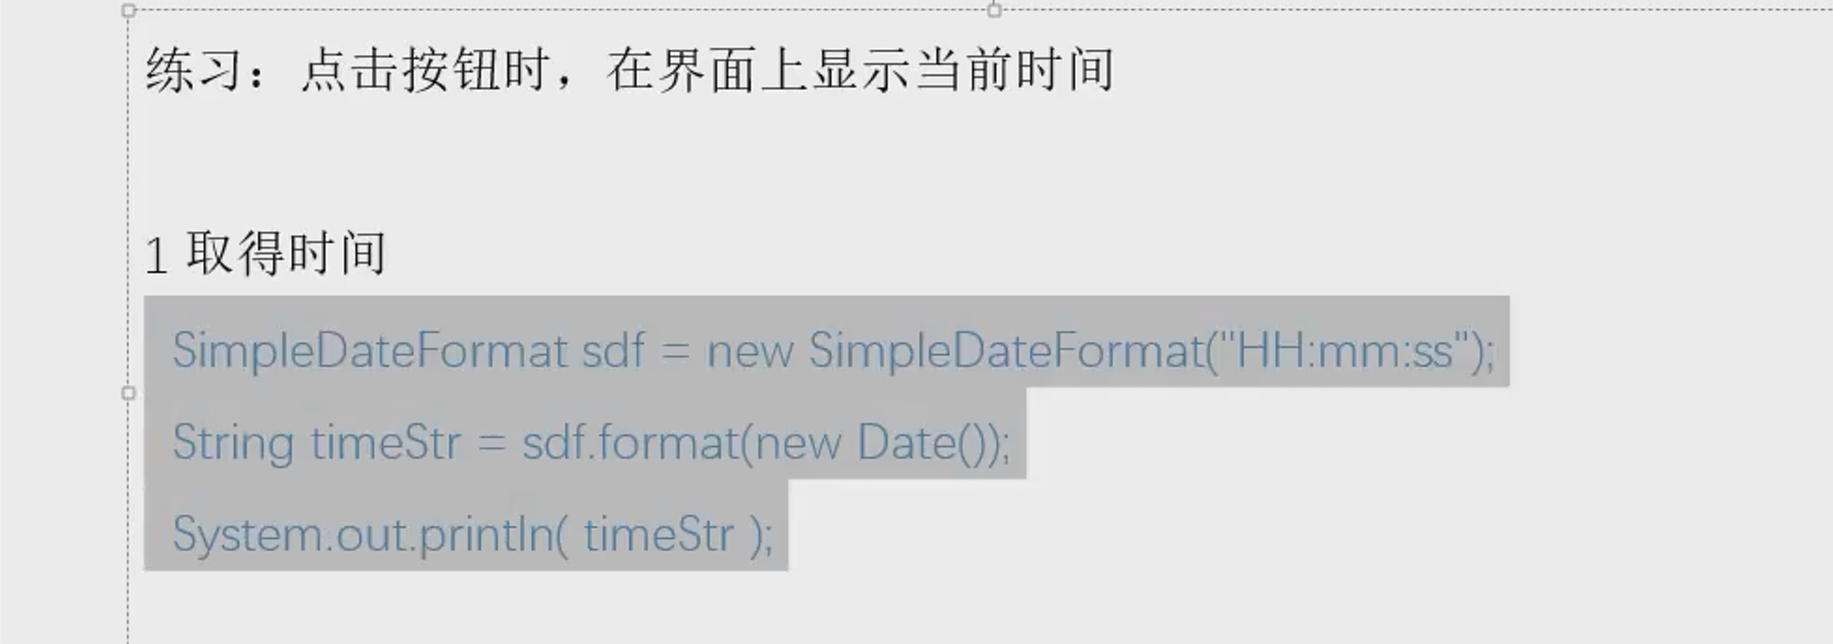 练习：点击按钮时，在界面上显示当前时间
1 取得时间
SimpleDateFormat sdf = new SimpleDateFormat("HH:mm:ss");
String timeStr = sdf.format(new Date());
System.out.println( timeStr );